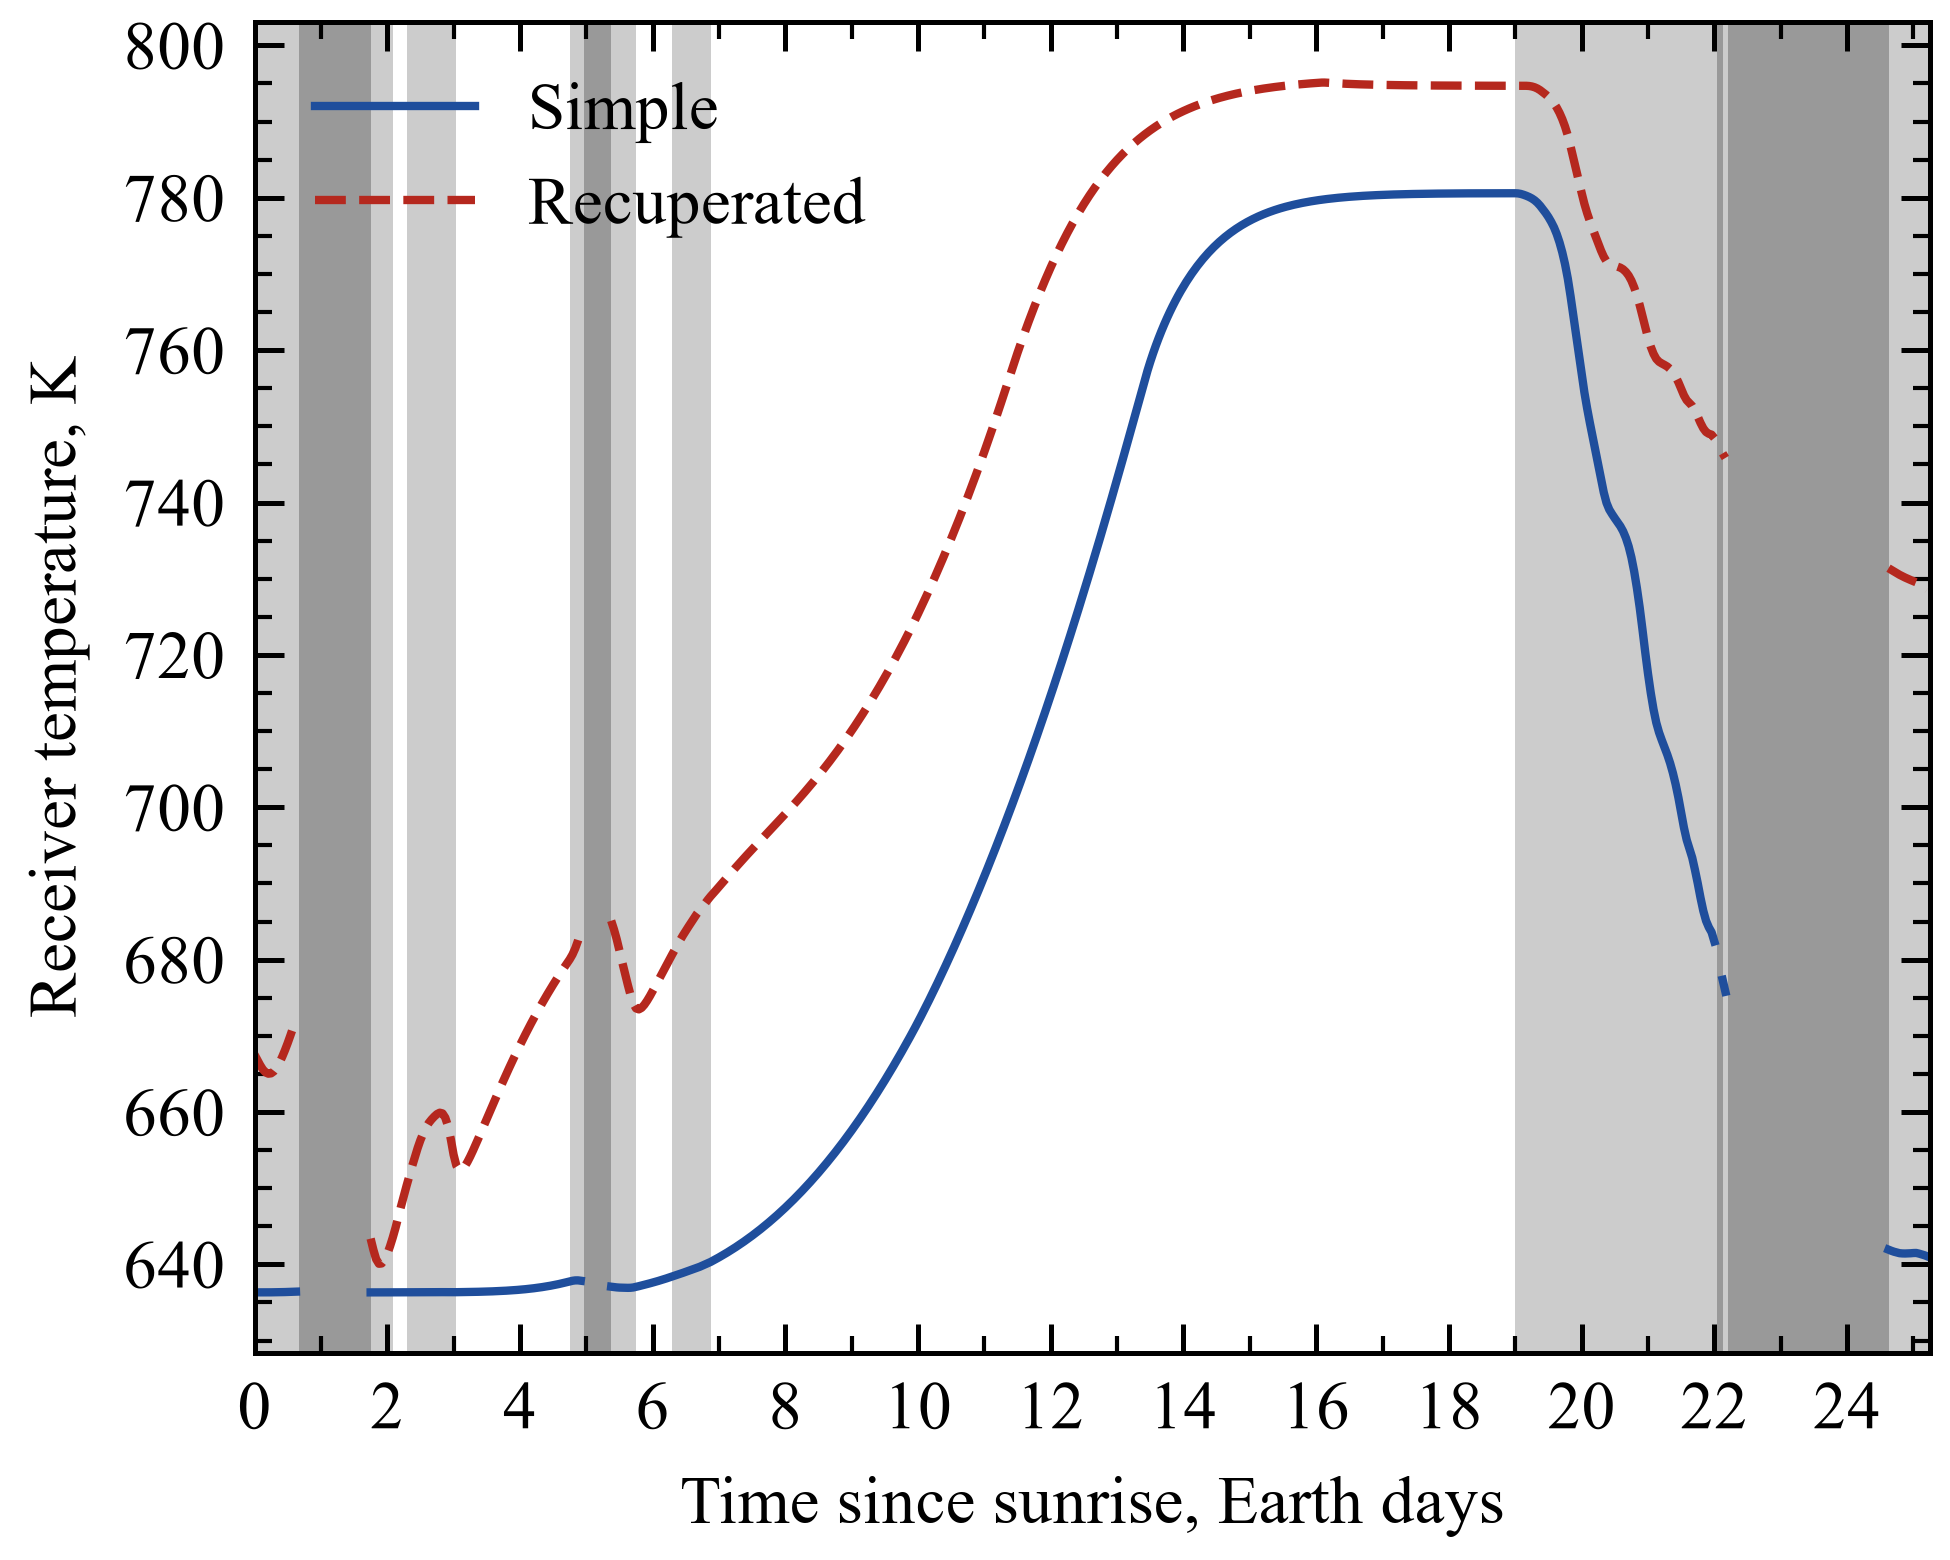 800
780
760
740
720
700
680
660
640
Receiver temperature, K
Simple
Recuperated
0 2 4 6 8 10 12 14 16 18 20 22 24
Time since sunrise, Earth days